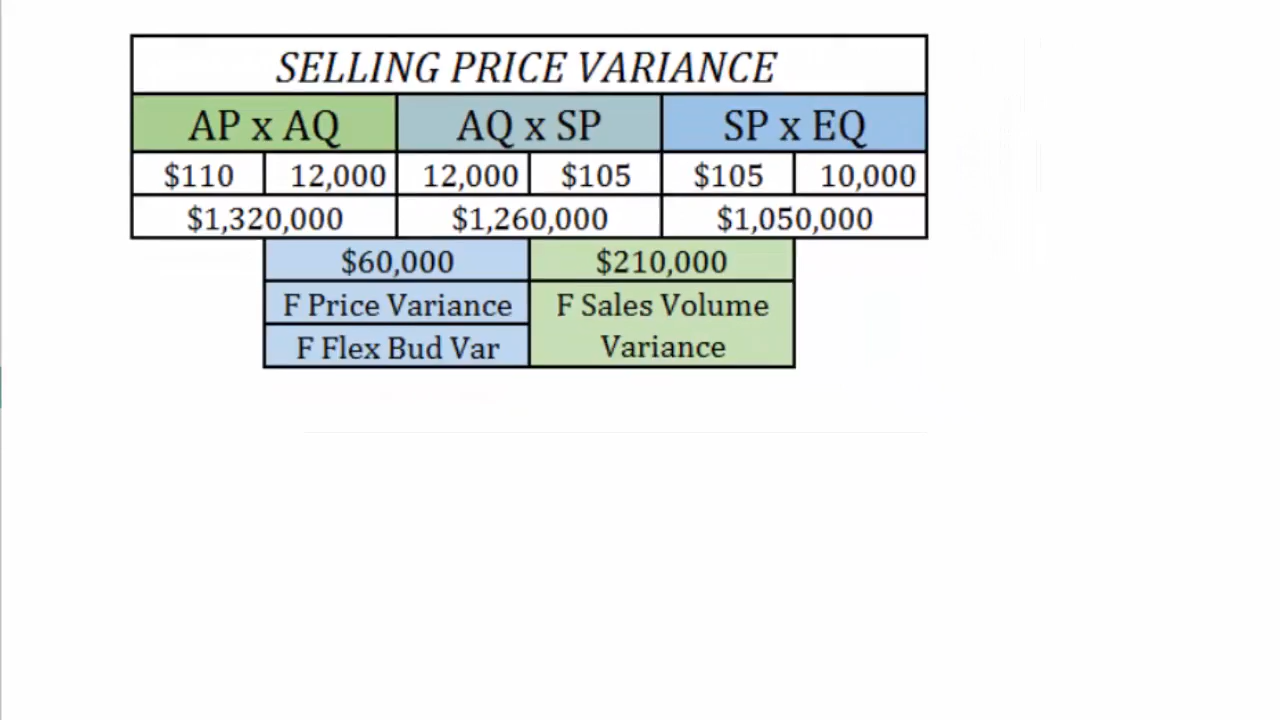 SELLING PRICE VARIANCE
AP x AQ AQ x SP SP x EQ
$110 12,000 12,000 $105 $105 10,000
$1,320,000 $1,260,000 $1,050,000
$60,000 $210,000
F Price Variance F Sales Volume
F Flex Bud Var Variance